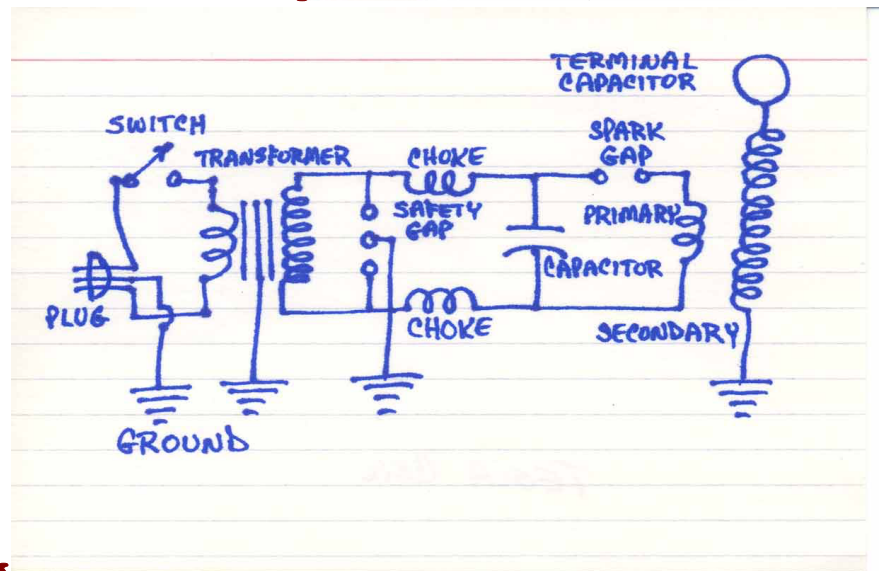 TERMINAL
CAPACITOR
SWITCH
SPARK
GAP
TRANSFORMER
CHOKE
SAFETY
GAP
PRIMARY
CAPACITOR
PLUG
CHOKE
SECONDARY
GROUND